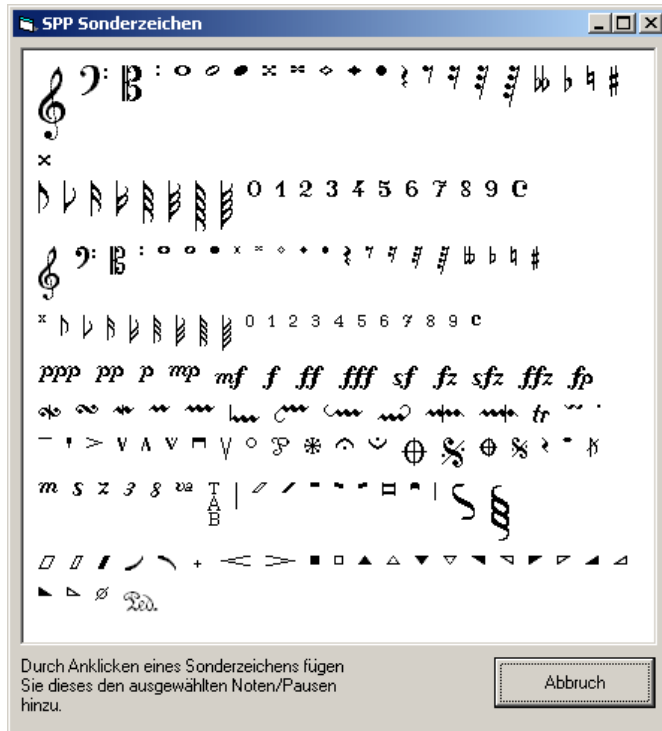 SPP Sonderzeichen
0 1 2 3 4 5 6 7 8 9 C
0 1 2 3 4 5 6 7 8 9 c
ppp pp p mp mf f ff fff sf fz sfz ffz fp
tr
m s z 3 8 va TAB
Ped.
Durch Anklicken eines Sonderzeichens fügen
Sie dieses den ausgewählten Noten/Pausen
hinzu.
Abbruch